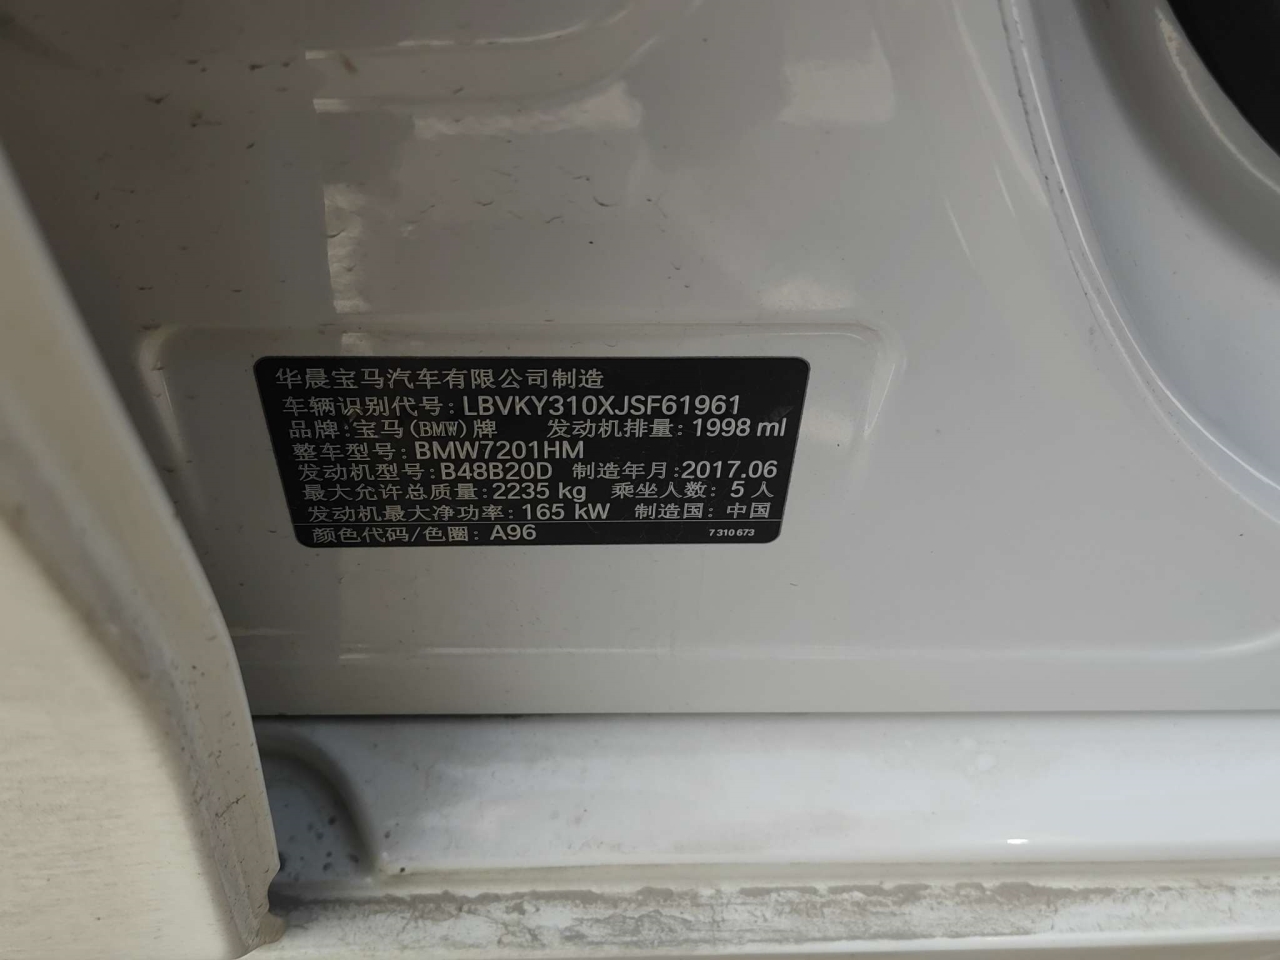 华晨宝马汽车有限公司制造
车辆识别代号: LBVKY310XJSF61961
品牌: 宝马(BMW)牌 发动机排量: 1998 ml
整车型号: BMW7201HM
发动机型号: B48B20D 制造年月: 2017.06
最大允许总质量: 2235 kg 乘坐人数: 5 人
发动机最大净功率: 165 kW 制造国: 中国
颜色代码/色圈: A96 7 310 673